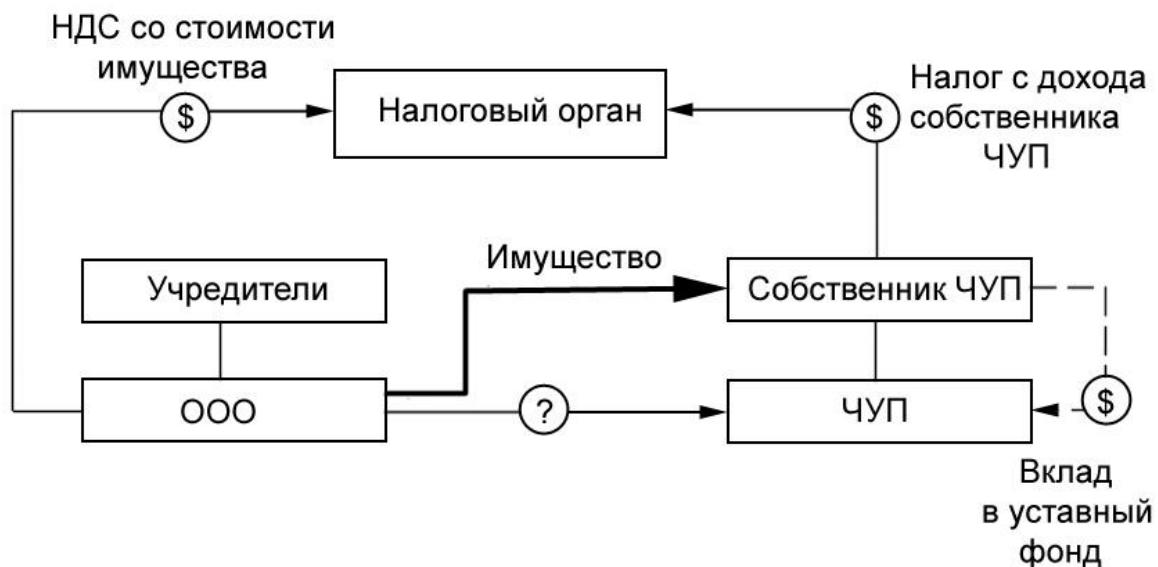 НДС со стоимости
имущества
$
Налоговый орган
$
Налог с дохода
собственника
ЧУП
Имущество
Учредители
Собственник ЧУП
ООО
?
ЧУП
$
Вклад
в уставный
фонд